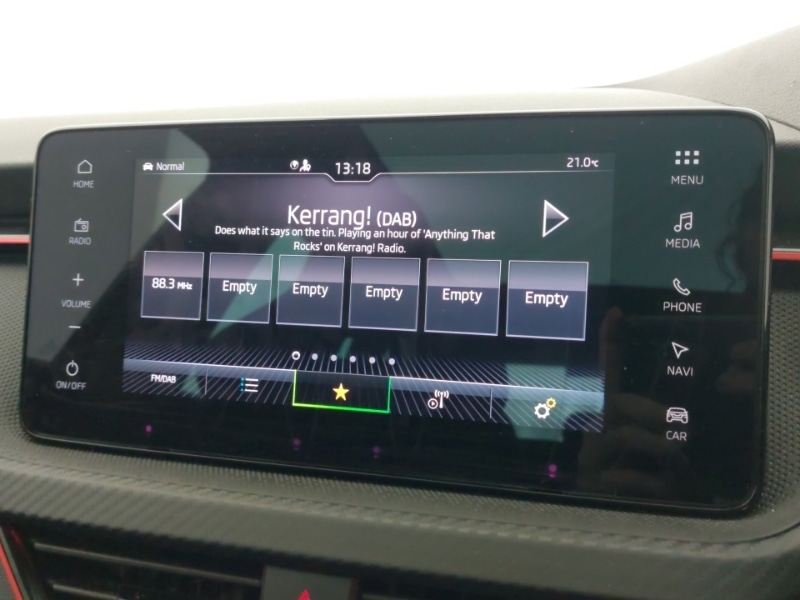 Normal
13:18
21.0°C
Kerrang! (DAB)
Does what it says on the tin. Playing an hour of 'Anything That
Rocks' on Kerrang! Radio.
88.3 MHz
Empty
Empty
Empty
Empty
Empty
FM/DAB
HOME
RADIO
+
VOLUME
−
ON/OFF
MENU
MEDIA
PHONE
NAVI
CAR